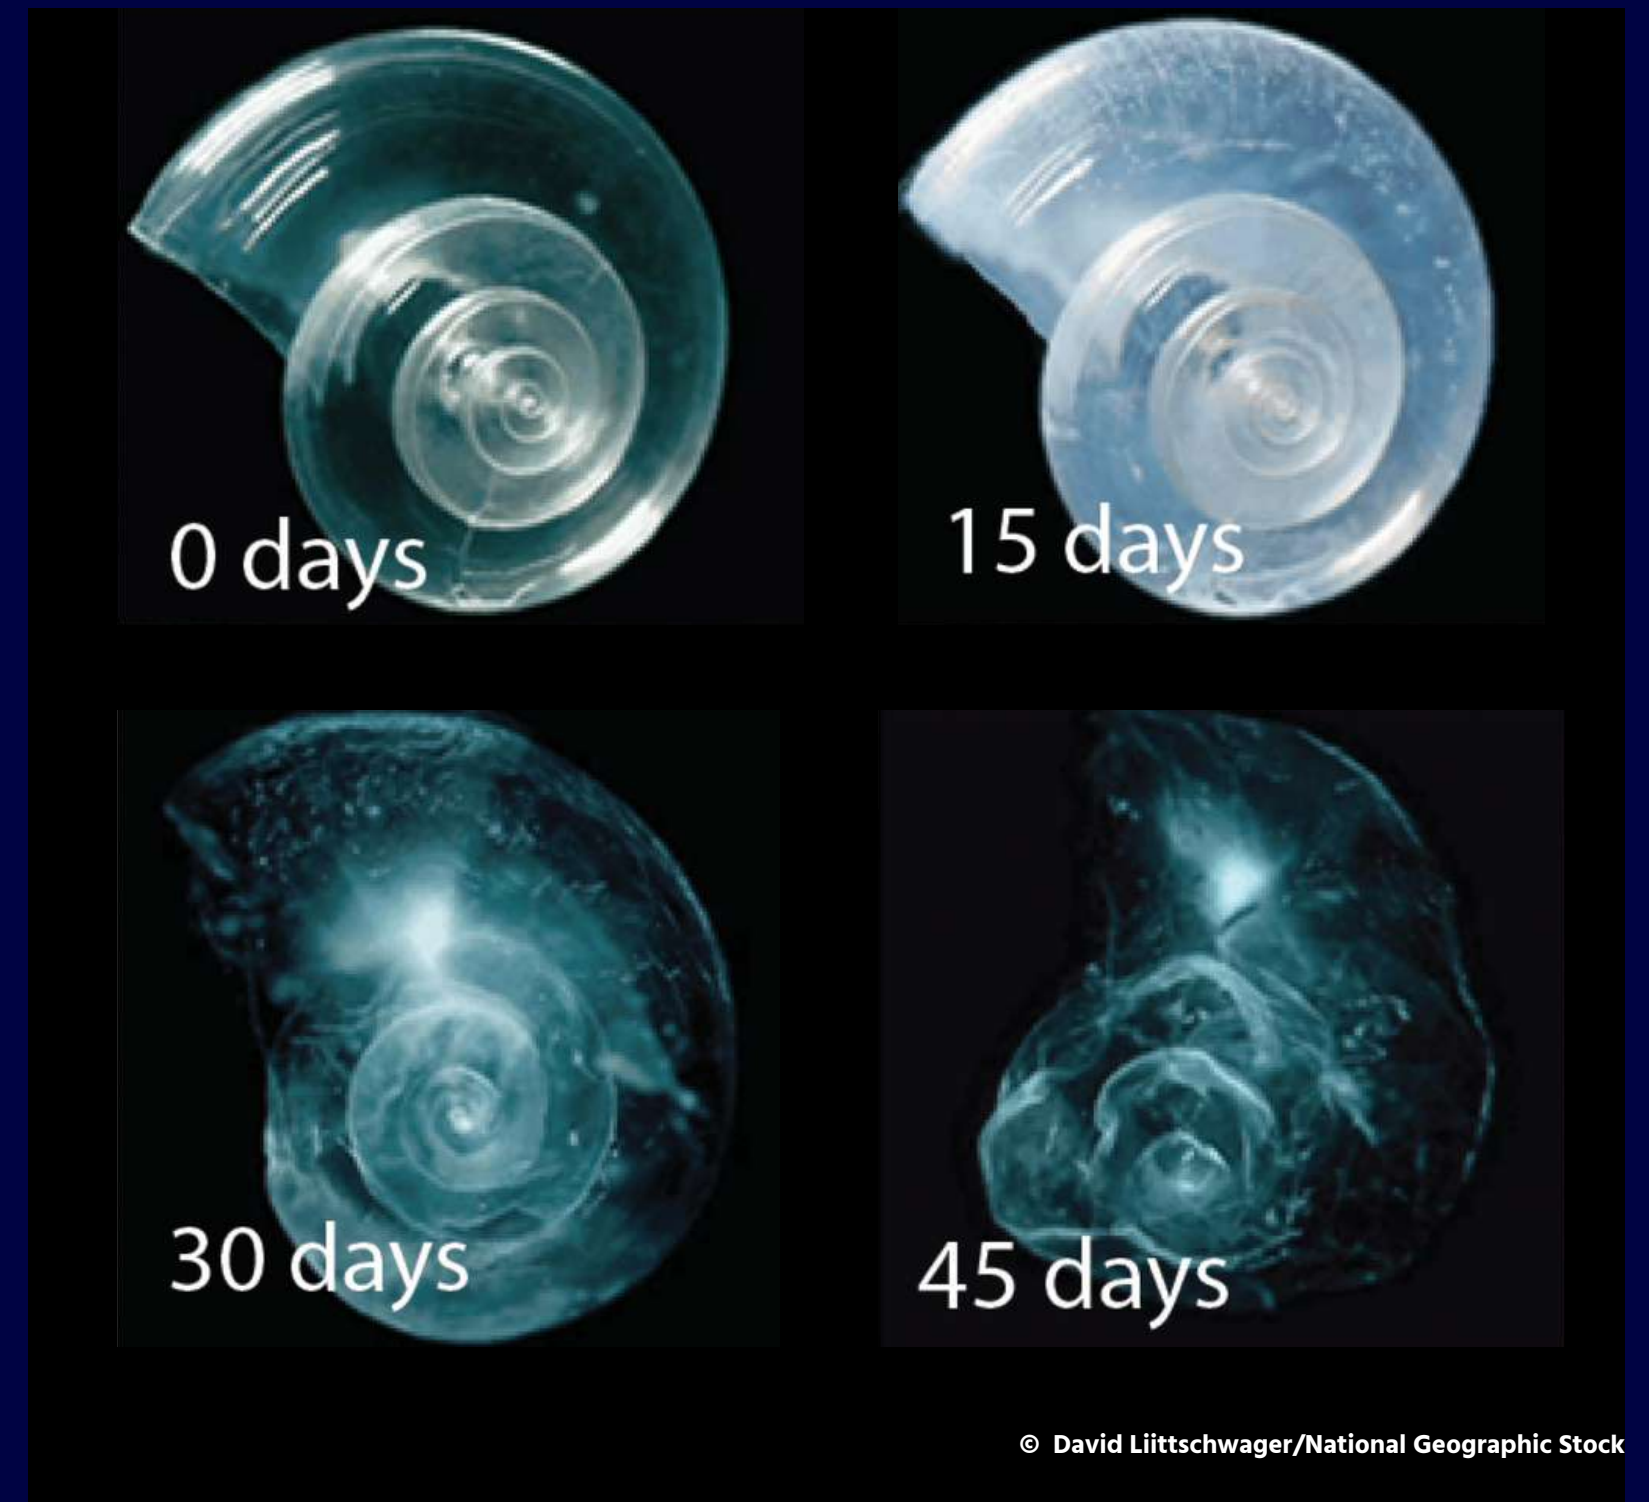 0 days
15 days
30 days
45 days
© David Liittschwager/National Geographic Stock